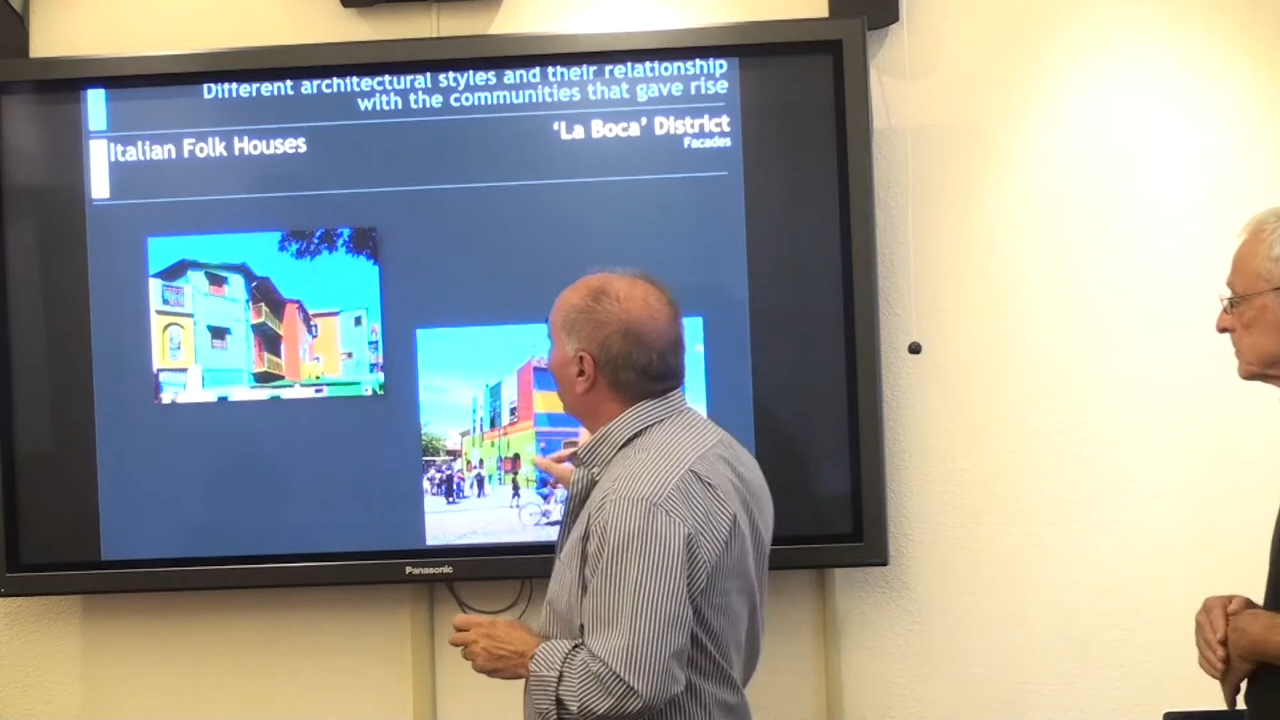 Different architectural styles and their relationship
with the communities that gave rise
Italian Folk Houses
‘La Boca’ District
Facades
Panasonic